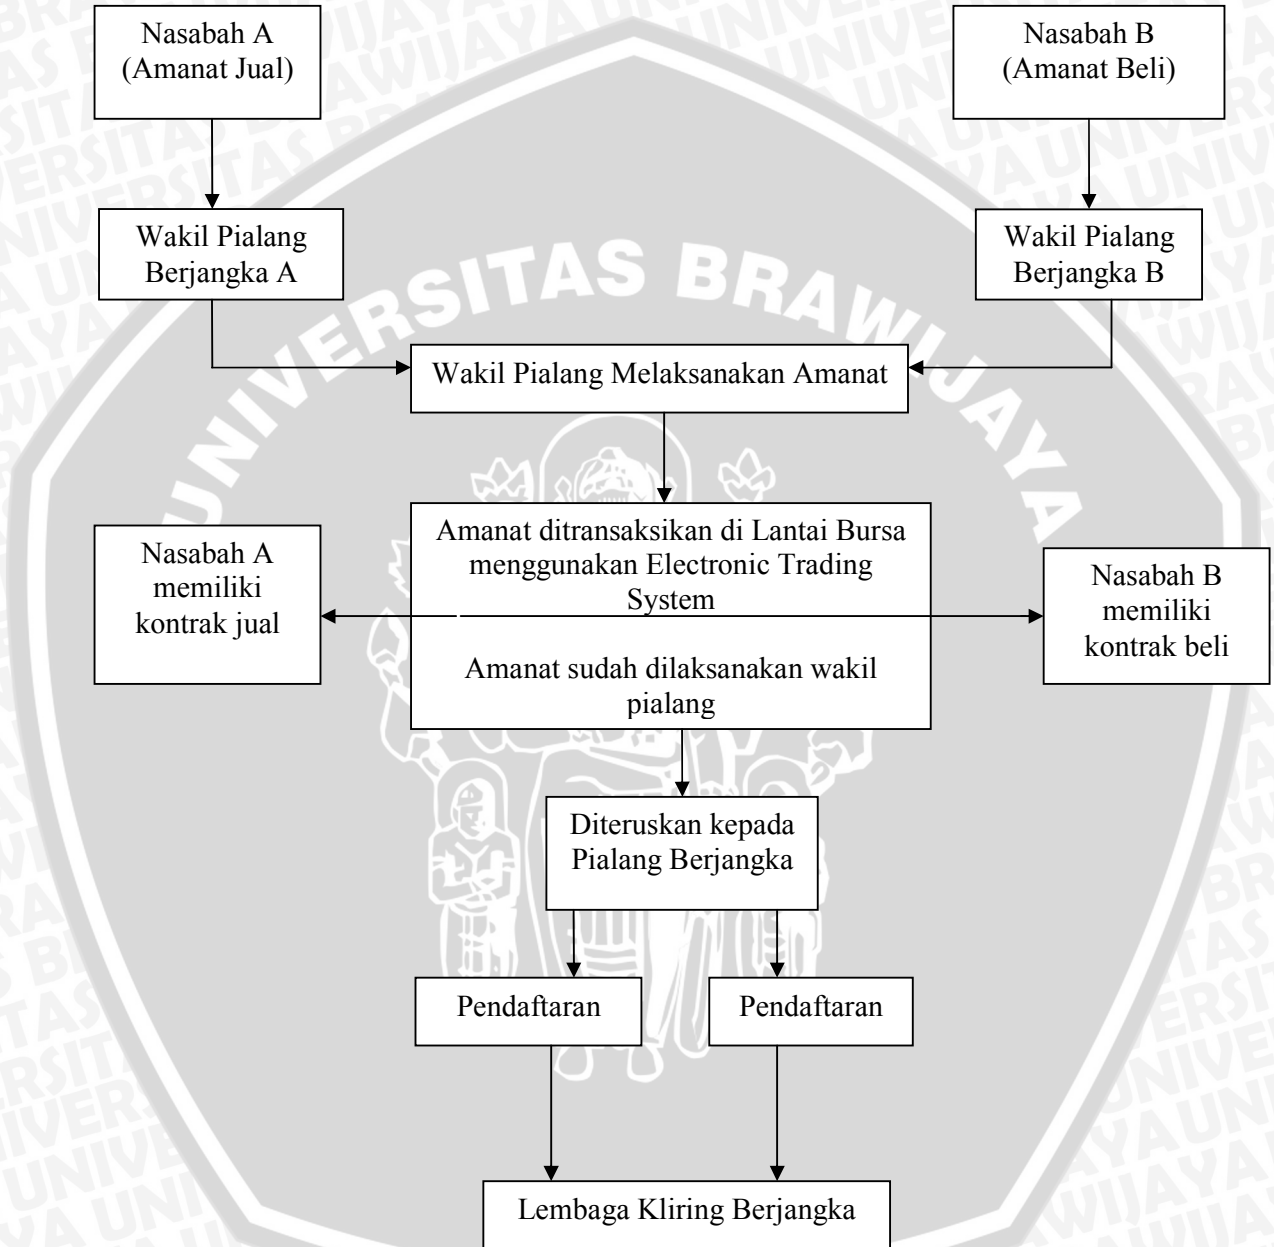 Nasabah A
(Amanat Jual)
Nasabah B
(Amanat Beli)
Wakil Pialang
Berjangka A
Wakil Pialang
Berjangka B
UNIVERSITAS BRAWIJAYA
Wakil Pialang Melaksanakan Amanat
Nasabah A
memiliki
kontrak jual
Amanat ditransaksikan di Lantai Bursa
menggunakan Electronic Trading
System
Amanat sudah dilaksanakan wakil
pialang
Nasabah B
memiliki
kontrak beli
Diteruskan kepada
Pialang Berjangka
Pendaftaran
Pendaftaran
Lembaga Kliring Berjangka